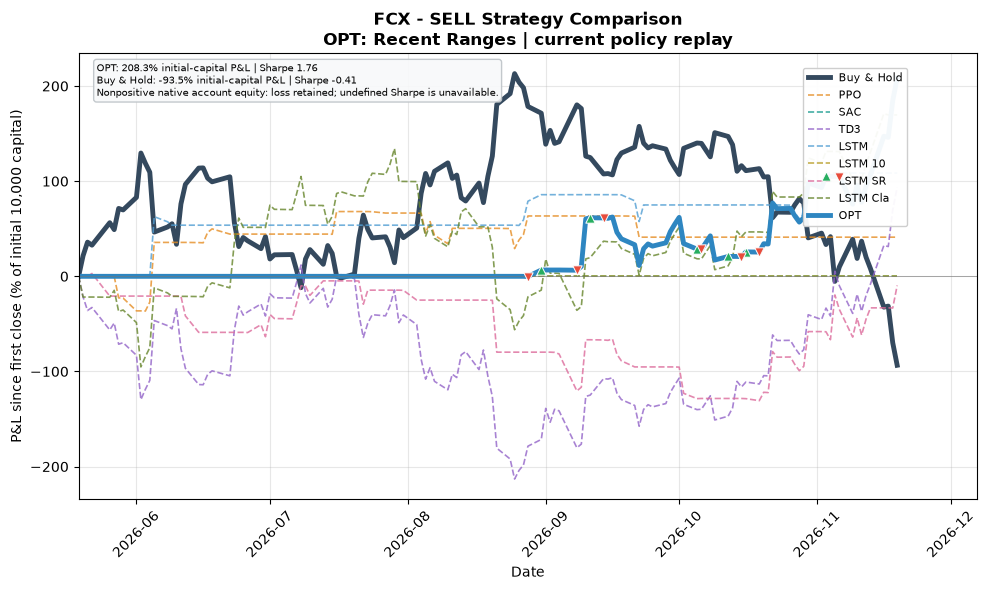 FCX - SELL Strategy Comparison
OPT: Recent Ranges | current policy replay
OPT: 208.3% initial-capital P&L | Sharpe 1.76
Buy & Hold: -93.5% initial-capital P&L | Sharpe -0.41
Nonpositive native account equity: loss retained; undefined Sharpe is unavailable.
Buy & Hold
PPO
SAC
TD3
LSTM
LSTM 10
LSTM SR
LSTM Cla
OPT
P&L since first close (% of initial 10,000 capital)
200
100
0
−100
−200
2026-06
2026-07
2026-08
2026-09
2026-10
2026-11
2026-12
Date